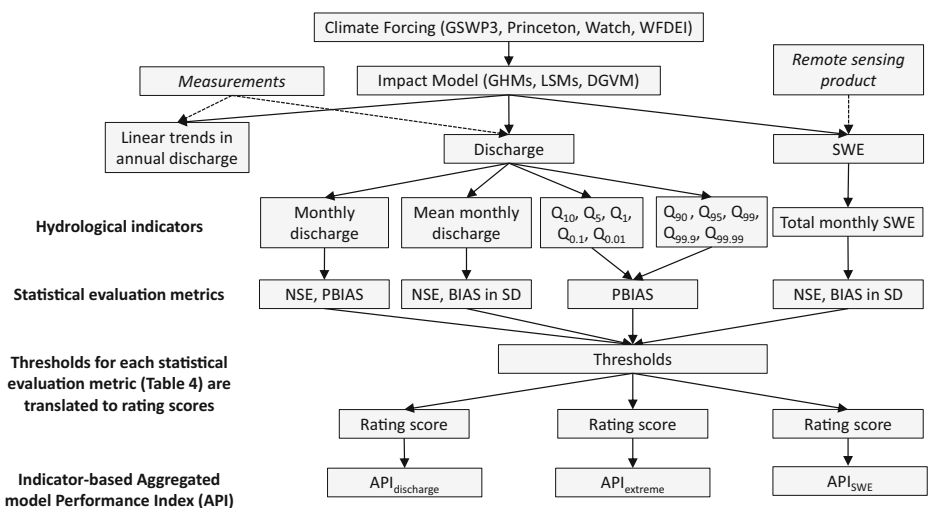 Climate Forcing (GSWP3, Princeton, Watch, WFDEI)
Measurements
Impact Model (GHMs, LSMs, DGVM)
Remote sensing
product
Linear trends in
annual discharge
Discharge
SWE
Hydrological indicators
Monthly
discharge
Mean monthly
discharge
Q10, Q5, Q1,
Q0.1, Q0.01
Q90 , Q95, Q99,
Q99.9, Q99.99
Total monthly SWE
Statistical evaluation metrics
NSE, PBIAS
NSE, BIAS in SD
PBIAS
NSE, BIAS in SD
Thresholds for each statistical
evaluation metric (Table 4) are
translated to rating scores
Thresholds
Rating score
Rating score
Rating score
Indicator-based Aggregated
model Performance Index (API)
APIdischarge
APIextreme
APISWE